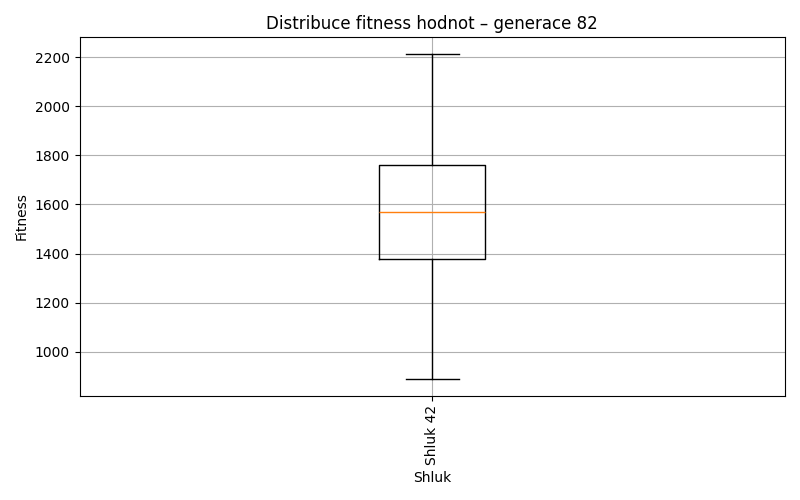 Distribuce fitness hodnot – generace 82
2200
2000
1800
1600
1400
1200
1000
Fitness
Shluk 42
Shluk